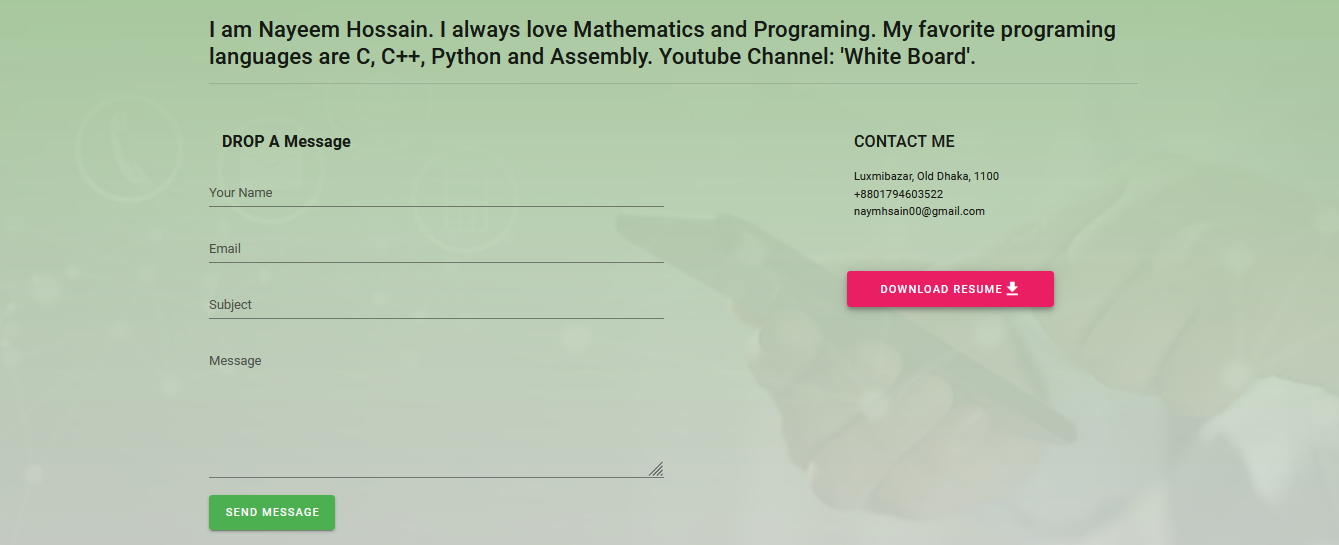 I am Nayeem Hossain. I always love Mathematics and Programing. My favorite programing
languages are C, C++, Python and Assembly. Youtube Channel: 'White Board'.
DROP A Message
Your Name
Email
Subject
Message
SEND MESSAGE
CONTACT ME
Luxmibazar, Old Dhaka, 1100
+8801794603522
naymhsain00@gmail.com
DOWNLOAD RESUME